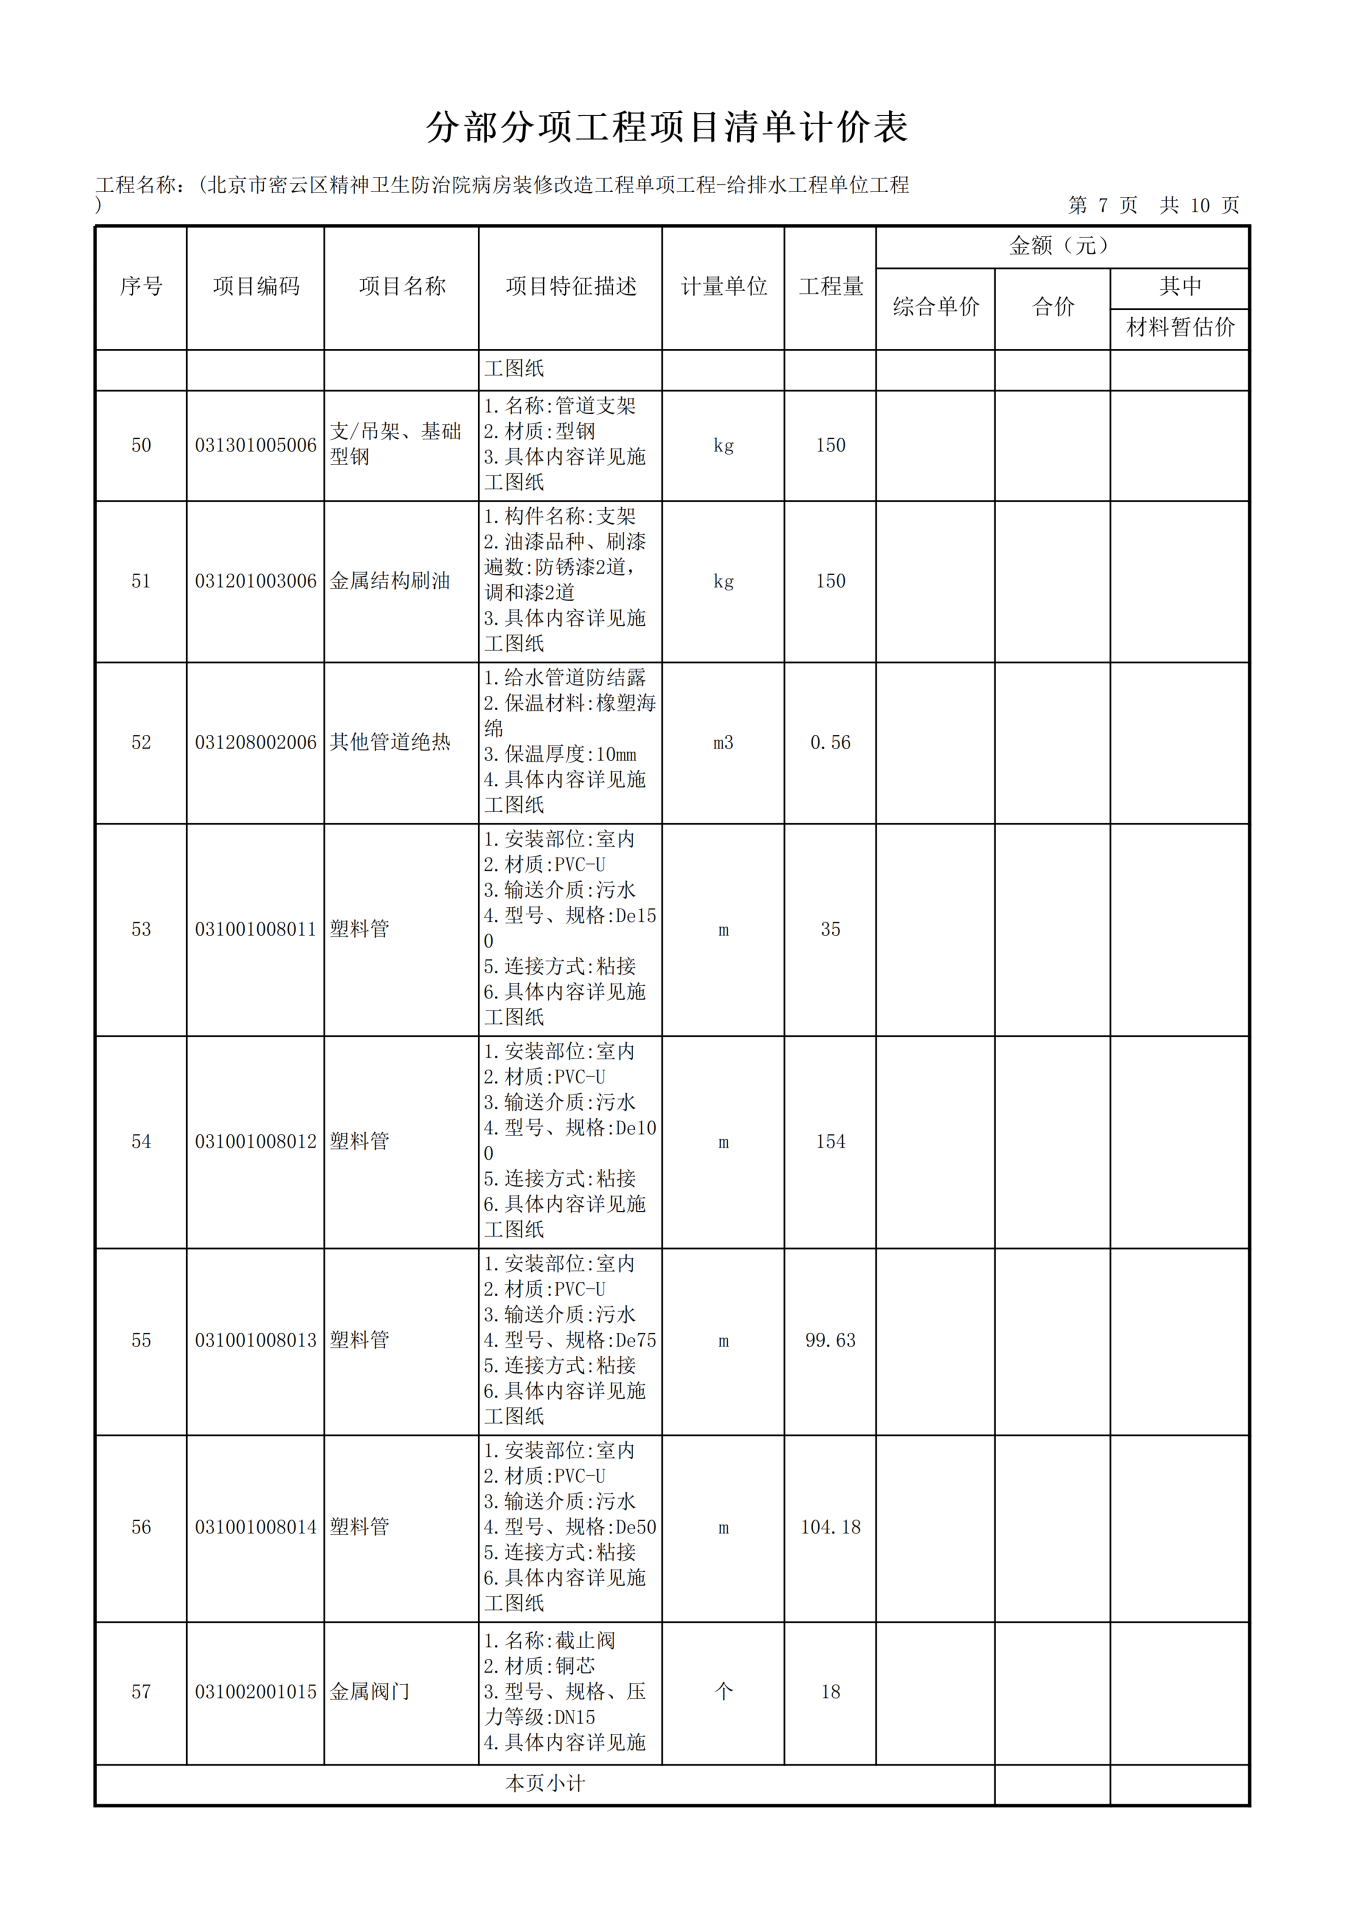 分部分项工程项目清单计价表
工程名称：(北京市密云区精神卫生防治院病房装修改造工程单项工程-给排水工程单位工程
)
第 7 页 共 10 页
序号 项目编码 项目名称 项目特征描述 计量单位 工程量 金额（元）
综合单价 合价 其中
材料暂估价
工图纸
50 031301005006 支/吊架、基础
型钢
1.名称:管道支架
2.材质:型钢
3.具体内容详见施
工图纸
kg 150
51 031201003006 金属结构刷油
1.构件名称:支架
2.油漆品种、刷漆
遍数:防锈漆2道，
调和漆2道
3.具体内容详见施
工图纸
kg 150
52 031208002006 其他管道绝热
1.给水管道防结露
2.保温材料:橡塑海
绵
3.保温厚度:10mm
4.具体内容详见施
工图纸
m3 0.56
53 031001008011 塑料管
1.安装部位:室内
2.材质:PVC-U
3.输送介质:污水
4.型号、规格:De15
0
5.连接方式:粘接
6.具体内容详见施
工图纸
m 35
54 031001008012 塑料管
1.安装部位:室内
2.材质:PVC-U
3.输送介质:污水
4.型号、规格:De10
0
5.连接方式:粘接
6.具体内容详见施
工图纸
m 154
55 031001008013 塑料管
1.安装部位:室内
2.材质:PVC-U
3.输送介质:污水
4.型号、规格:De75
5.连接方式:粘接
6.具体内容详见施
工图纸
m 99.63
56 031001008014 塑料管
1.安装部位:室内
2.材质:PVC-U
3.输送介质:污水
4.型号、规格:De50
5.连接方式:粘接
6.具体内容详见施
工图纸
m 104.18
57 031002001015 金属阀门
1.名称:截止阀
2.材质:铜芯
3.型号、规格、压
力等级:DN15
4.具体内容详见施
个 18
本页小计